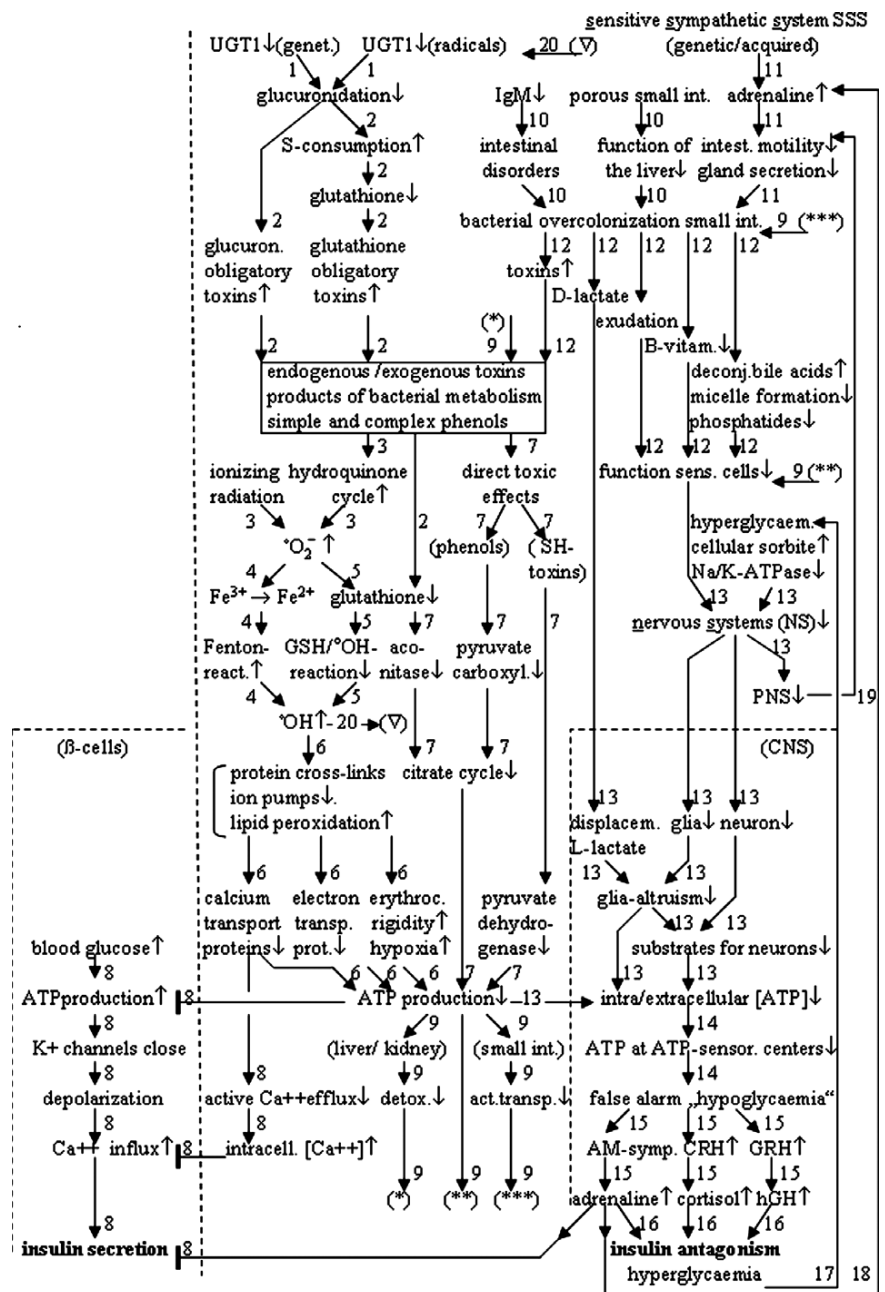 sensitive sympathetic system SSS
UGT1↓(genet.) UGT1↓(radicals) 20 (∇) (genetic/acquired)
1 1 11
glucuronidation↓ IgM↓ porous small int. adrenaline↑
2 10 10 11
S-consumption↑ intestinal function of intest. motility↓
2 disorders the liver↓ gland secretion↓
glutathione↓ 10 10 11
2 2 bacterial overcolonization small int. 9 (***)
glucuron. glutathione 12 12 12 12 12
obligatory obligatory toxins↑
toxins↑ toxins↑ D-lactate
(*) exudation
2 2 9 12 B-vitam.↓
endogenous /exogenous toxins deconj.bile acids↑
products of bacterial metabolism micelle formation↓
simple and complex phenols phosphatides↓
3 7 12 12 12
ionizing hydroquinone direct toxic function sens. cells↓ 9 (**)
radiation cycle↑ effects
3 3 2 7 7 hyperglycaem.
°O₂⁻ ↑ (phenols) (SH- cellular sorbite↑
4 5 toxins) Na/K-ATPase↓
Fe³⁺ → Fe²⁺ glutathione↓ 13 13
4 5 7 7 7 nervous systems (NS)↓
Fenton- GSH/°OH- aco- pyruvate 13
react.↑ reaction↓ nitase↓ carboxyl.↓
4 5 PNS↓ 19
°OH↑- 20 →(∇)
(ß-cells) 6 7 7 (CNS)
protein cross-links citrate cycle↓
ion pumps↓.
lipid peroxidation↑ 13 13 13
displacem. glia↓ neuron↓
L-lactate
6 6 6 13 13
calcium electron erythroc. pyruvate glia-altruism↓
transport transp. rigidity↑ dehydro- 13 13
blood glucose↑ proteins↓ prot.↓ hypoxia↑ genase↓ substrates for neurons↓
8 6 6 6 7 7 13 13
ATPproduction↑ 8 ATP production↓ 13 intra/extracellular [ATP]↓
8 9 9 14
K+ channels close (liver/ kidney) (small int.) ATP at ATP-sensor. centers↓
8 8 9 9 14
depolarization active Ca++efflux↓ detox.↓ act.transp.↓ false alarm „hypoglycaemia“
8 8 15 15 15
Ca++ influx↑ 8 intracell. [Ca++]↑ AM-symp. CRH↑ GRH↑
9 9 9 15 15 15
(*) (**) (***) adrenaline↑ cortisol↑ hGH↑
8 16 16 16
insulin secretion 8 insulin antagonism
hyperglycaemia 17 18